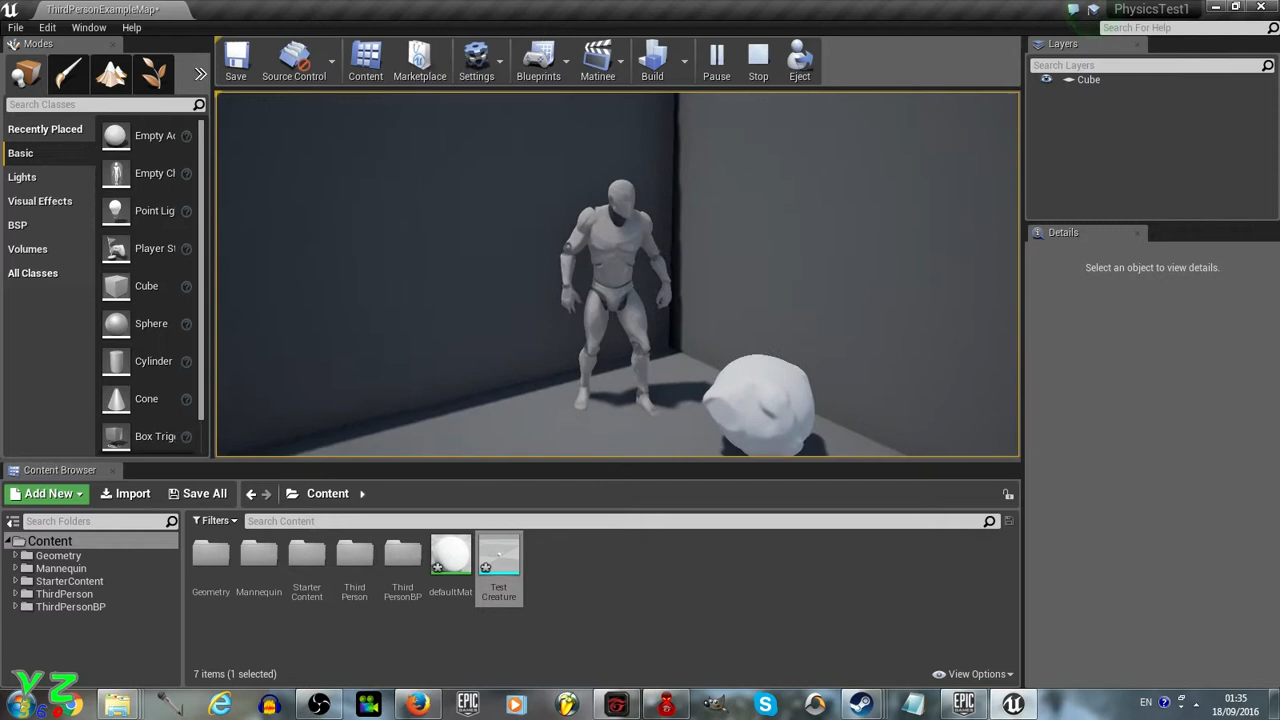 ThirdPersonExampleMap*
PhysicsTest1
File Edit Window Help
Search For Help
Modes
Save
Source Control
Content
Marketplace
Settings
Blueprints
Matinee
Build
Pause
Stop
Eject
Layers
Search Layers
Cube
Search Classes
Recently Placed
Basic
Lights
Visual Effects
BSP
Volumes
All Classes
Empty Ac
Empty Ch
Point Lig
Player St
Cube
Sphere
Cylinder
Cone
Box Trig
Details
Select an object to view details.
Content Browser
Add New
Import
Save All
Content
Search Folders
Filters
Search Content
Content
Geometry
Mannequin
StarterContent
ThirdPerson
ThirdPersonBP
Geometry
Mannequin
Starter
Content
Third
Person
Third
PersonBP
defaultMat
Test
Creature
7 items (1 selected)
View Options
EPIC
GAMES
EPIC
GAMES
EN
01:35
18/09/2016